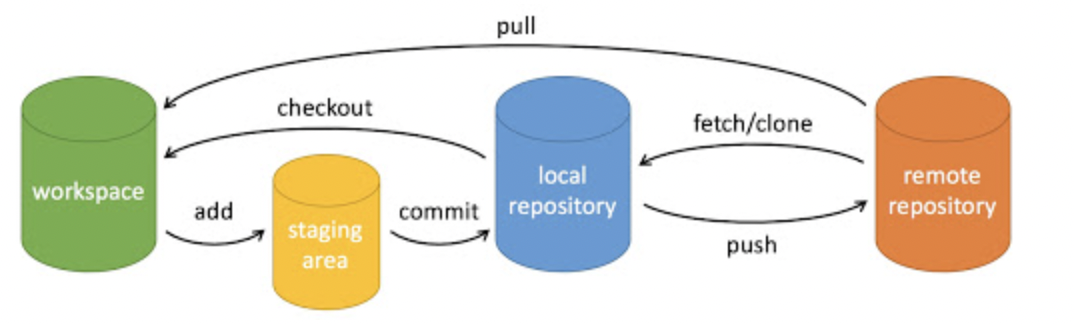 pull
checkout
fetch/clone
workspace
add
staging
area
commit
local
repository
push
remote
repository